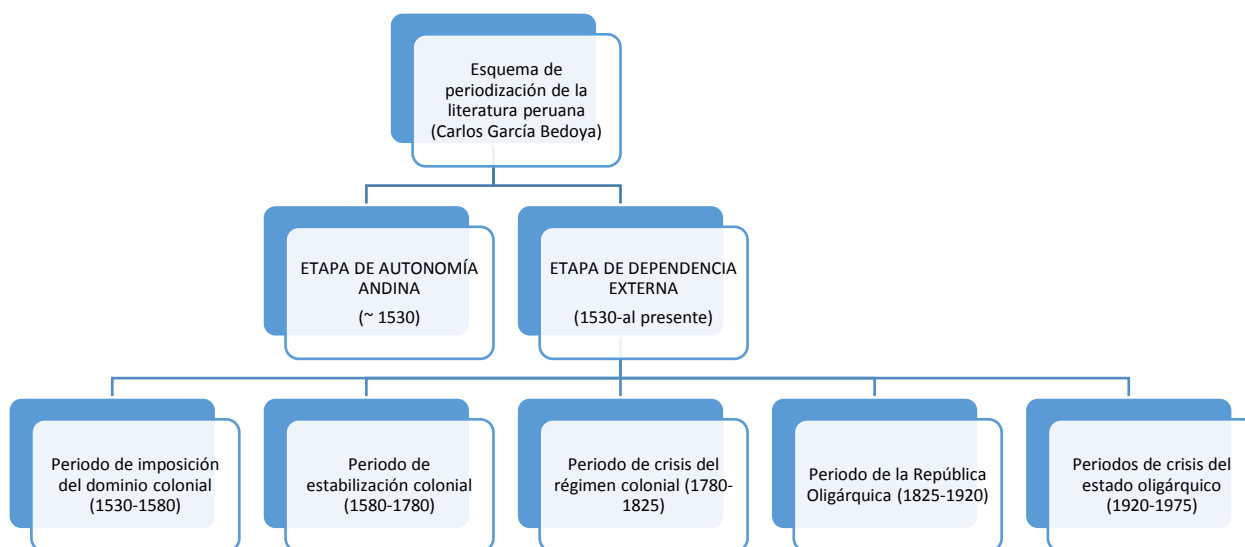 Esquema de
periodización de la
literatura peruana
(Carlos García Bedoya)
ETAPA DE AUTONOMÍA
ANDINA
(~ 1530)
ETAPA DE DEPENDENCIA
EXTERNA
(1530-al presente)
Periodo de imposición
del dominio colonial
(1530-1580)
Periodo de
estabilización colonial
(1580-1780)
Periodo de crisis del
régimen colonial (1780-
1825)
Periodo de la República
Oligárquica (1825-1920)
Periodos de crisis del
estado oligárquico
(1920-1975)